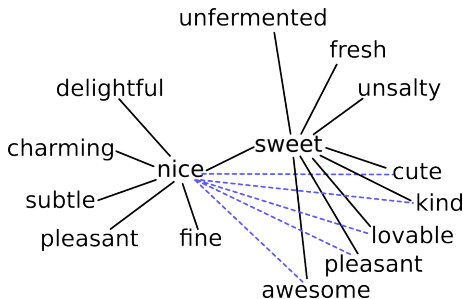 unfermented
fresh
delightful
unsalty
charming
sweet
nice
cute
subtle
kind
pleasant
fine
lovable
pleasant
awesome